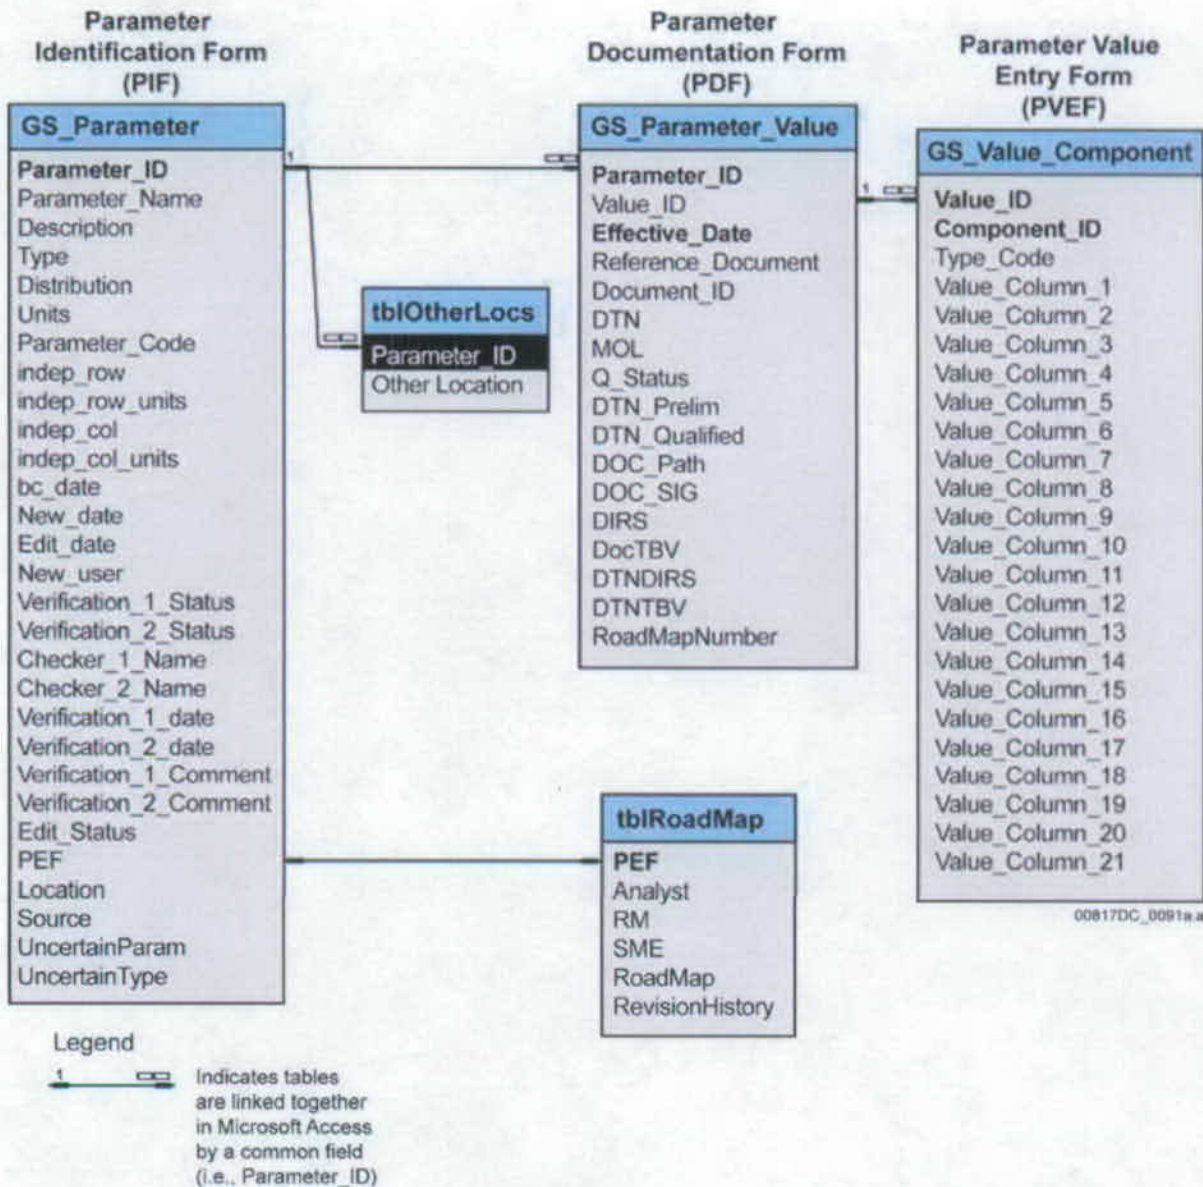 Parameter
Identification Form
(PIF)
GS_Parameter
Parameter_ID
Parameter_Name
Description
Type
Distribution
Units
Parameter_Code
indep_row
indep_row_units
indep_col
indep_col_units
bc_date
New_date
Edit_date
New_user
Verification_1_Status
Verification_2_Status
Checker_1_Name
Checker_2_Name
Verification_1_date
Verification_2_date
Verification_1_Comment
Verification_2_Comment
Edit_Status
PEF
Location
Source
UncertainParam
UncertainType
1
tblOtherLocs
Parameter_ID
Other Location
Parameter
Documentation Form
(PDF)
GS_Parameter_Value
Parameter_ID
Value_ID
Effective_Date
Reference_Document
Document_ID
DTN
MOL
Q_Status
DTN_Prelim
DTN_Qualified
DOC_Path
DOC_SIG
DIRS
DocTBV
DTNDIRS
DTNTBV
RoadMapNumber
1
tblRoadMap
PEF
Analyst
RM
SME
RoadMap
RevisionHistory
Parameter Value
Entry Form
(PVEF)
GS_Value_Component
Value_ID
Component_ID
Type_Code
Value_Column_1
Value_Column_2
Value_Column_3
Value_Column_4
Value_Column_5
Value_Column_6
Value_Column_7
Value_Column_8
Value_Column_9
Value_Column_10
Value_Column_11
Value_Column_12
Value_Column_13
Value_Column_14
Value_Column_15
Value_Column_16
Value_Column_17
Value_Column_18
Value_Column_19
Value_Column_20
Value_Column_21
00817DC_0091a.a
Legend
1
Indicates tables
are linked together
in Microsoft Access
by a common field
(i.e., Parameter_ID)